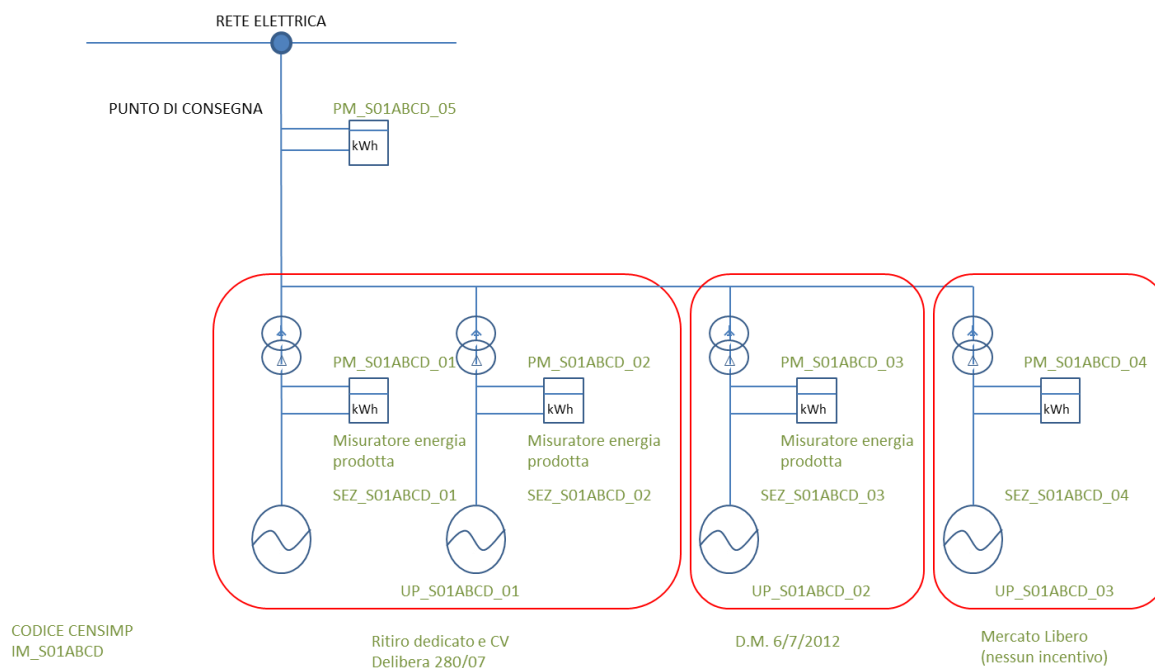 RETE ELETTRICA
PUNTO DI CONSEGNA
PM_S01ABCD_05
kWh
PM_S01ABCD_01
PM_S01ABCD_02
PM_S01ABCD_03
PM_S01ABCD_04
kWh
kWh
kWh
kWh
Misuratore energia
prodotta
Misuratore energia
prodotta
Misuratore energia
prodotta
SEZ_S01ABCD_01
SEZ_S01ABCD_02
SEZ_S01ABCD_03
SEZ_S01ABCD_04
UP_S01ABCD_01
UP_S01ABCD_02
UP_S01ABCD_03
CODICE CENSIMP
IM_S01ABCD
Ritiro dedicato e CV
Delibera 280/07
D.M. 6/7/2012
Mercato Libero
(nessun incentivo)